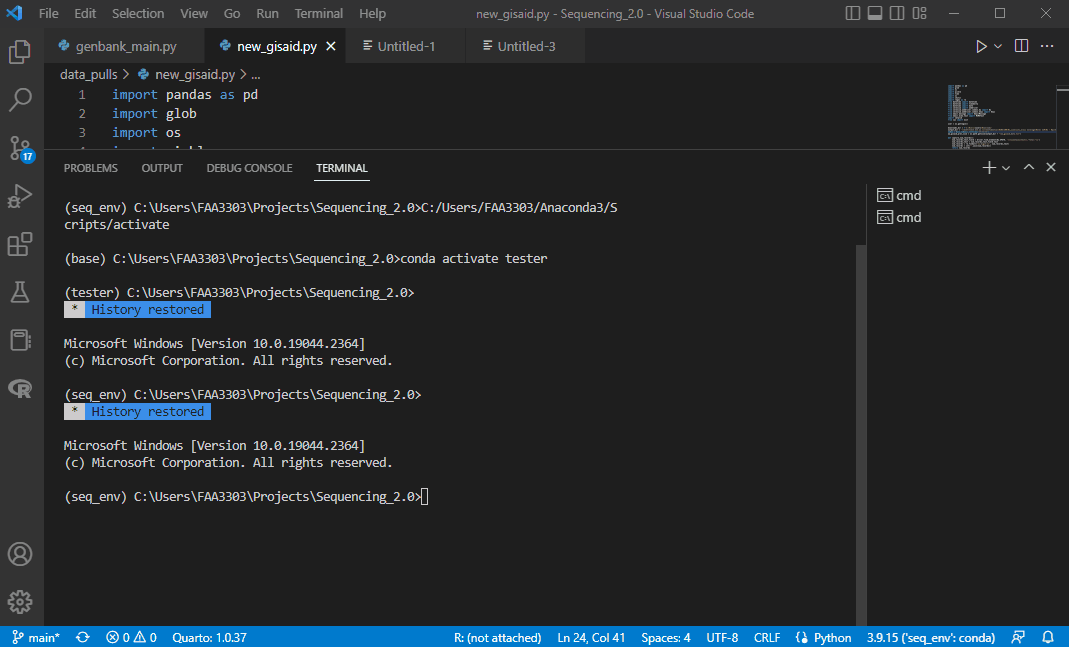 File Edit Selection View Go Run Terminal Help new_gisaid.py - Sequencing_2.0 - Visual Studio Code
genbank_main.py new_gisaid.py Untitled-1 Untitled-3
data_pulls > new_gisaid.py > ...
1 import pandas as pd
2 import glob
3 import os
17
PROBLEMS OUTPUT DEBUG CONSOLE TERMINAL
cmd
cmd
(seq_env) C:\Users\FAA3303\Projects\Sequencing_2.0>C:/Users/FAA3303/Anaconda3/S
cripts/activate
(base) C:\Users\FAA3303\Projects\Sequencing_2.0>conda activate tester
(tester) C:\Users\FAA3303\Projects\Sequencing_2.0>
* History restored
Microsoft Windows [Version 10.0.19044.2364]
(c) Microsoft Corporation. All rights reserved.
(seq_env) C:\Users\FAA3303\Projects\Sequencing_2.0>
* History restored
Microsoft Windows [Version 10.0.19044.2364]
(c) Microsoft Corporation. All rights reserved.
(seq_env) C:\Users\FAA3303\Projects\Sequencing_2.0>
main* 0 0 Quarto: 1.0.37 R: (not attached) Ln 24, Col 41 Spaces: 4 UTF-8 CRLF Python 3.9.15 ('seq_env': conda)